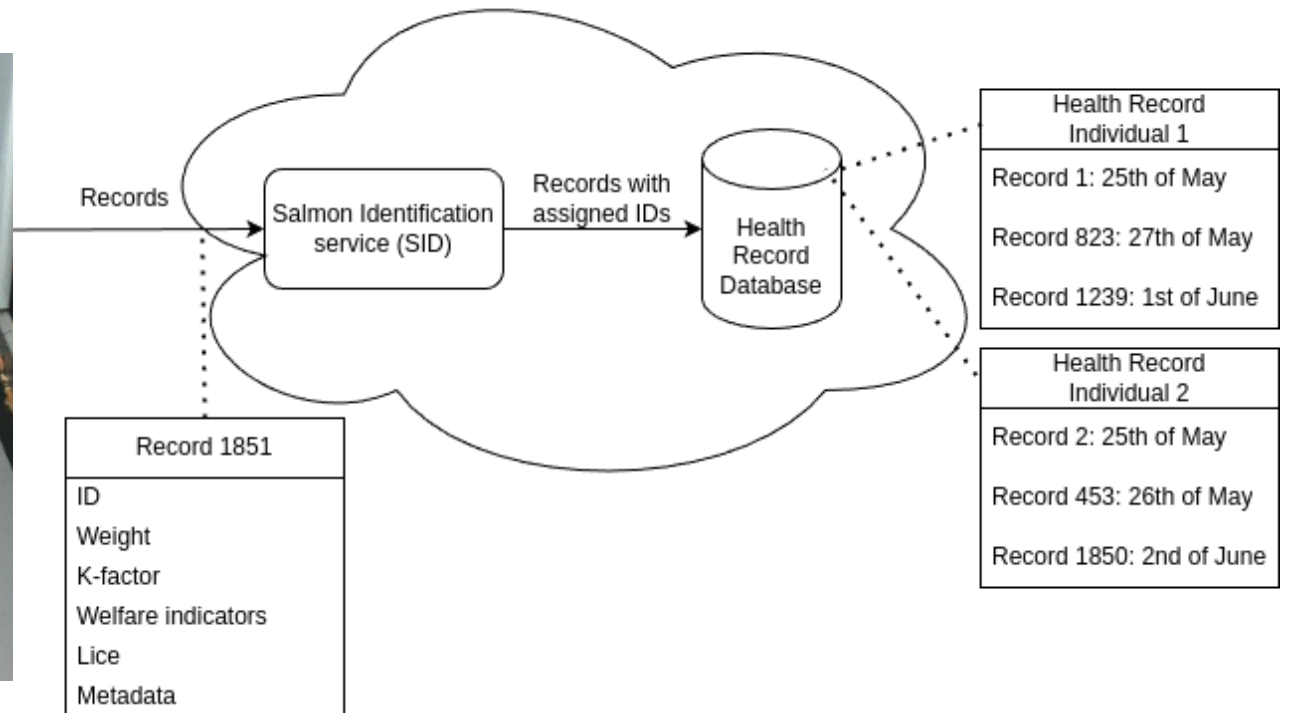 Records
Salmon Identification
service (SID)
Records with
assigned IDs
Health
Record
Database
Health Record
Individual 1
Record 1: 25th of May
Record 823: 27th of May
Record 1239: 1st of June
Health Record
Individual 2
Record 2: 25th of May
Record 453: 26th of May
Record 1850: 2nd of June
Record 1851
ID
Weight
K-factor
Welfare indicators
Lice
Metadata